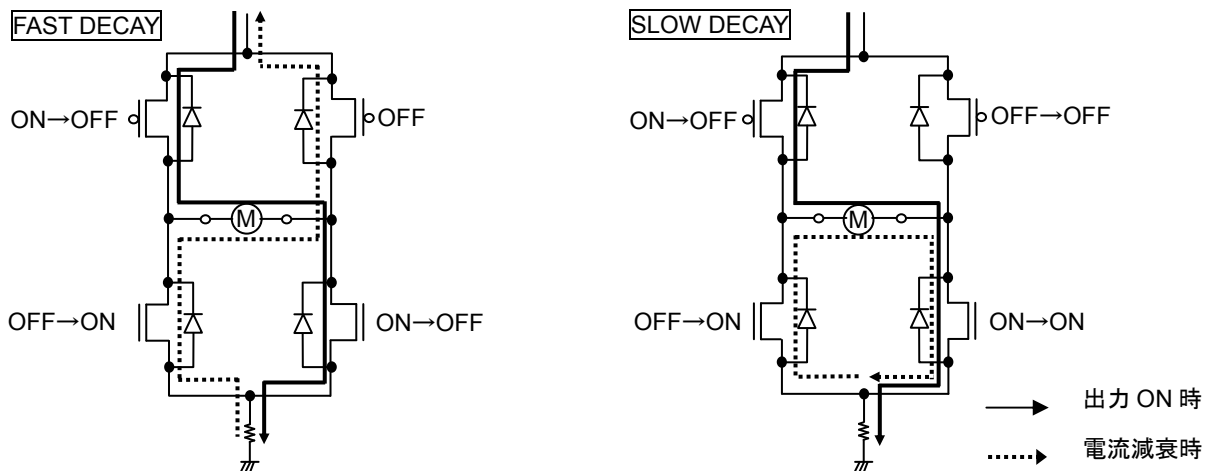 FAST DECAY
ON→OFF
OFF
M
OFF→ON
ON→OFF
SLOW DECAY
ON→OFF
OFF→OFF
M
OFF→ON
ON→ON
出力 ON 時
電流減衰時